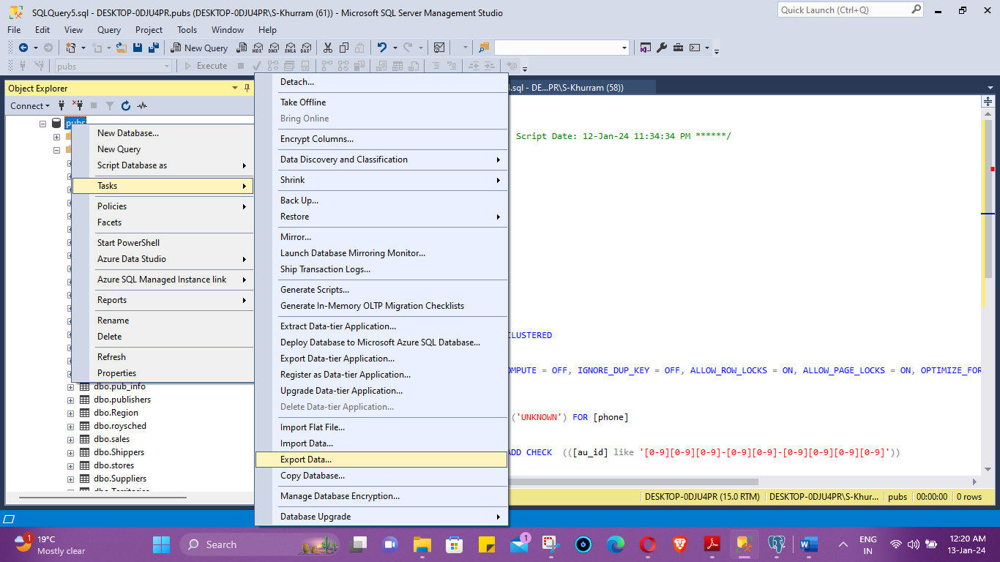 SQLQuery5.sql - DESKTOP-0DJU4PR.pubs (DESKTOP-0DJU4PR\S-Khurram (61)) - Microsoft SQL Server Management Studio
Quick Launch (Ctrl+Q)
File Edit View Query Project Tools Window Help
New Query MDX DMX XMLA DAX
pubs Execute
Object Explorer
.sql - DE...PR\S-Khurram (58))
Connect
pubs
New Database...
New Query
Script Database as
Tasks
Policies
Facets
Start PowerShell
Azure Data Studio
Azure SQL Managed Instance link
Reports
Rename
Delete
Refresh
Properties
dbo.pub_info
dbo.publishers
dbo.Region
dbo.roysched
dbo.sales
dbo.Shippers
dbo.stores
dbo.Suppliers
dbo.Territories
Detach...
Take Offline
Bring Online
Encrypt Columns...
Data Discovery and Classification
Shrink
Back Up...
Restore
Mirror...
Launch Database Mirroring Monitor...
Ship Transaction Logs...
Generate Scripts...
Generate In-Memory OLTP Migration Checklists
Extract Data-tier Application...
Deploy Database to Microsoft Azure SQL Database...
Export Data-tier Application...
Register as Data-tier Application...
Upgrade Data-tier Application...
Delete Data-tier Application...
Import Flat File...
Import Data...
Export Data...
Copy Database...
Manage Database Encryption...
Database Upgrade
Script Date: 12-Jan-24 11:34:34 PM ******/
LUSTERED
MPUTE = OFF, IGNORE_DUP_KEY = OFF, ALLOW_ROW_LOCKS = ON, ALLOW_PAGE_LOCKS = ON, OPTIMIZE_FOR
('UNKNOWN') FOR [phone]
ADD CHECK (([au_id] like '[0-9][0-9][0-9]-[0-9][0-9]-[0-9][0-9][0-9][0-9]'))
DESKTOP-0DJU4PR (15.0 RTM) DESKTOP-0DJU4PR\S-Khur... pubs 00:00:00 0 rows
1
19°C
Mostly clear
Search
1
ENG
IN
12:20 AM
13-Jan-24